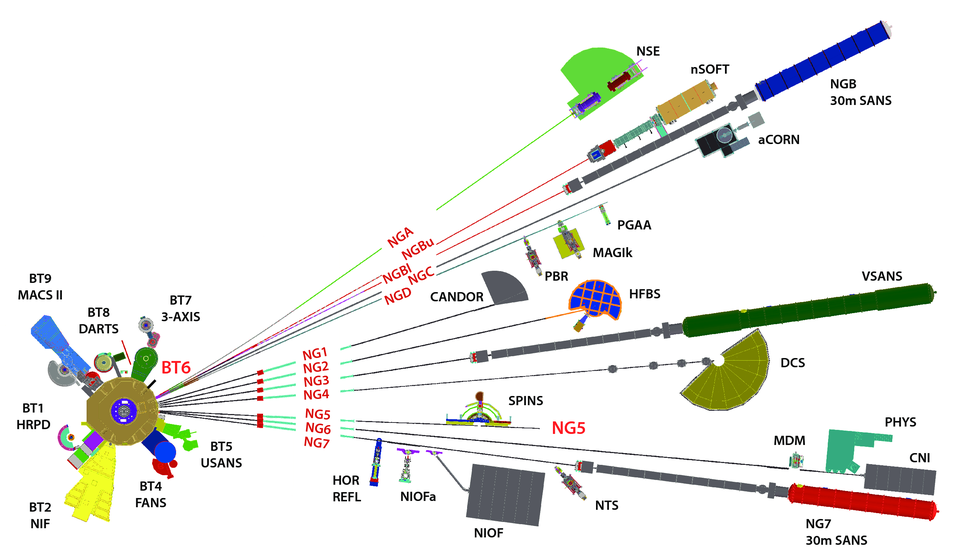 NSE
nSOFT
NGB
30m SANS
aCORN
NGA
NGBu
NGBl
NGC
NGD
PGAA
MAGIk
PBR
CANDOR
HFBS
VSANS
BT9
MACS II
BT8
DARTS
BT7
3-AXIS
BT6
NG1
NG2
NG3
NG4
DCS
BT1
HRPD
NG5
NG6
NG7
SPINS
NG5
BT5
USANS
BT4
FANS
BT2
NIF
HOR
REFL
NIOFa
NIOF
NTS
MDM
PHYS
CNI
NG7
30m SANS